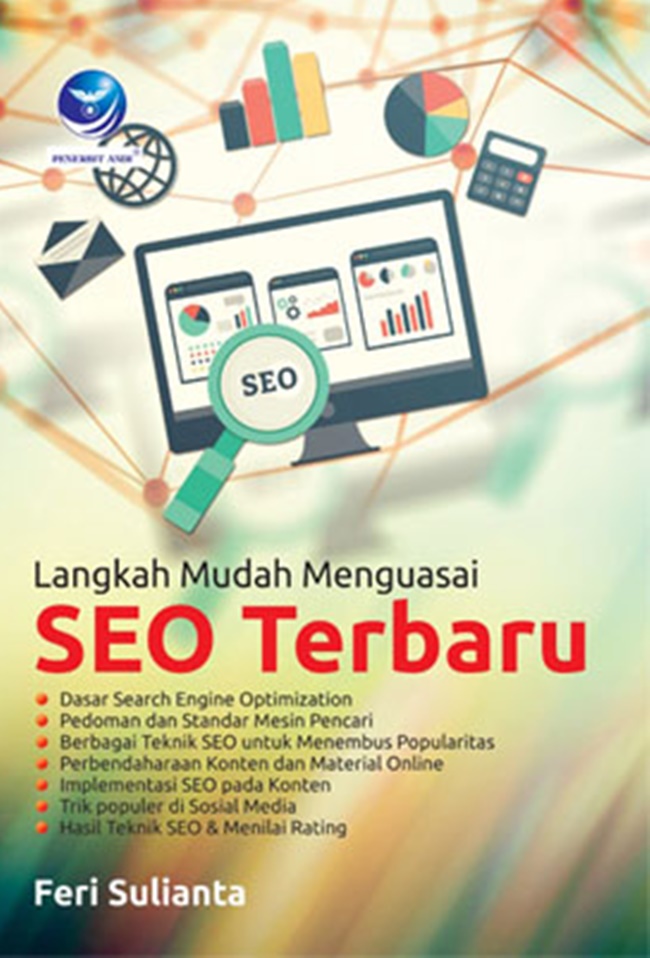 PENERBIT ANDI
SEO
Langkah Mudah Menguasai
SEO Terbaru
Dasar Search Engine Optimization
Pedoman dan Standar Mesin Pencari
Berbagai Teknik SEO untuk Menembus Popularitas
Perbendaharaan Konten dan Material Online
Implementasi SEO pada Konten
Trik populer di Sosial Media
Hasil Teknik SEO & Menilai Rating
Feri Sulianta